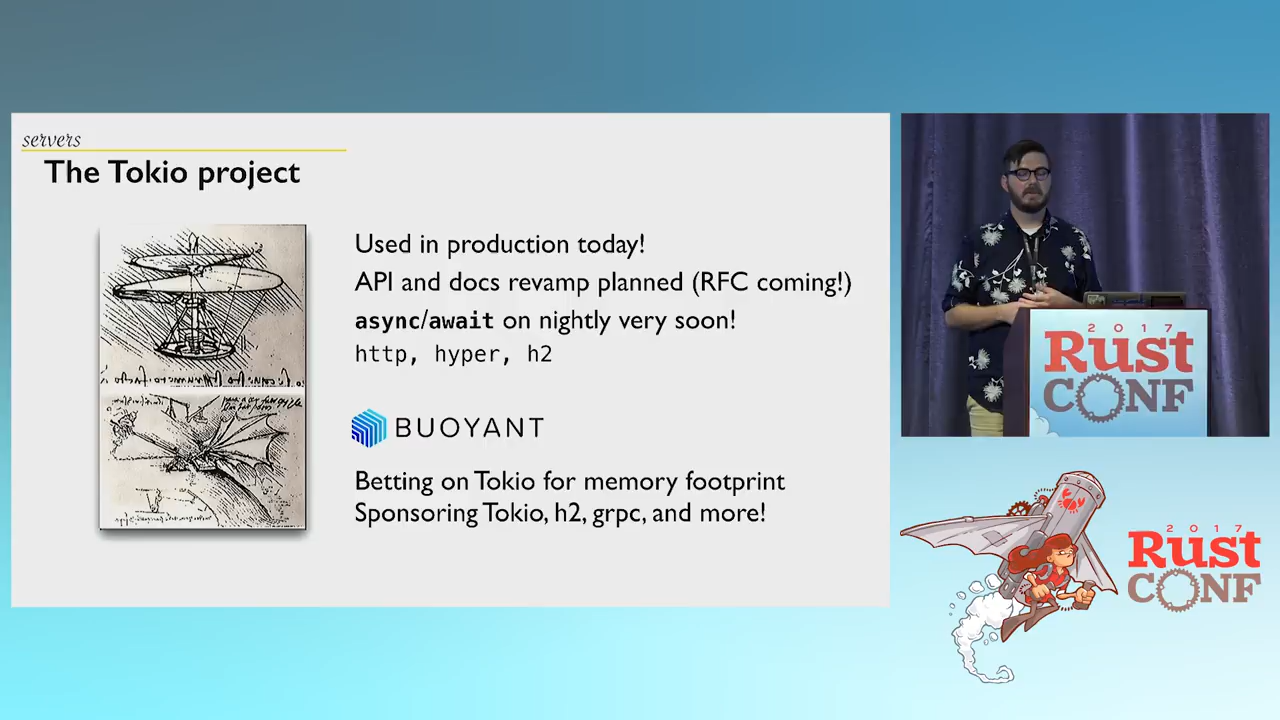 servers
The Tokio project
Used in production today!
API and docs revamp planned (RFC coming!)
async/await on nightly very soon!
http, hyper, h2
BUOYANT
Betting on Tokio for memory footprint
Sponsoring Tokio, h2, grpc, and more!
2017
Rust
CONF
2017
Rust
CONF